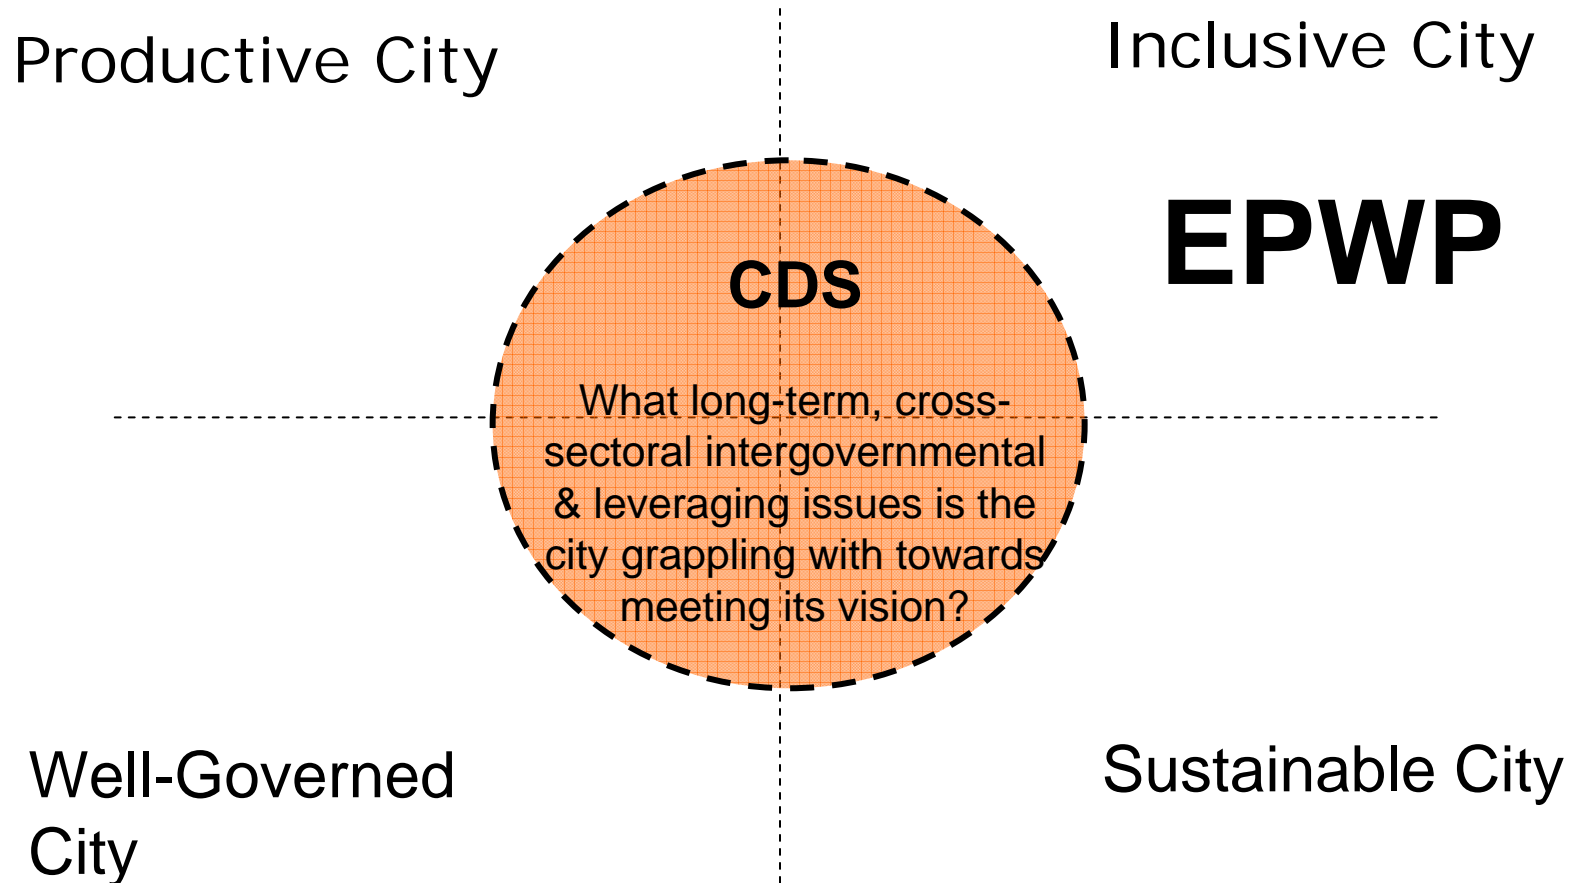 Productive City
Inclusive City
EPWP
CDS
What long-term, cross-
sectoral intergovernmental
& leveraging issues is the
city grappling with towards
meeting its vision?
Well-Governed
City
Sustainable City